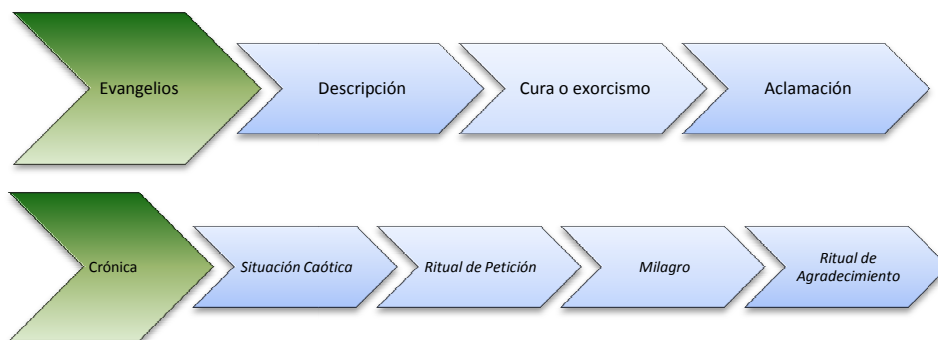 Evangelios
Descripción
Cura o exorcismo
Aclamación
Crónica
Situación Caótica
Ritual de Petición
Milagro
Ritual de
Agradecimiento